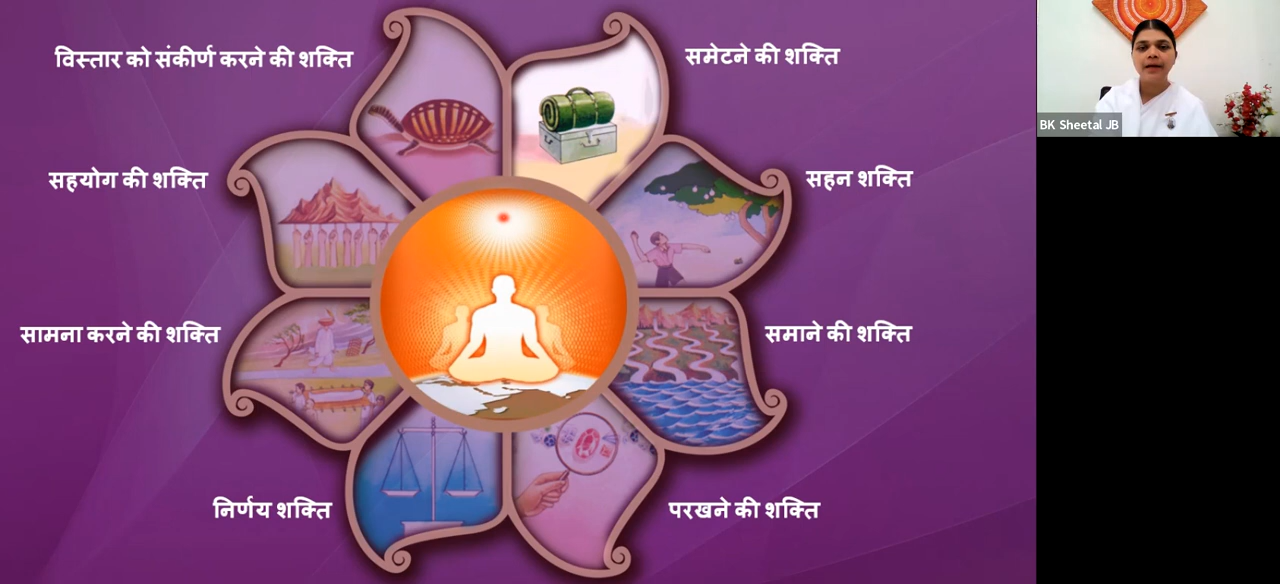 विस्तार को संकीर्ण करने की शक्ति
समेटने की शक्ति
BK Sheetal JB
सहयोग की शक्ति
सहन शक्ति
सामना करने की शक्ति
समाने की शक्ति
निर्णय शक्ति
परखने की शक्ति